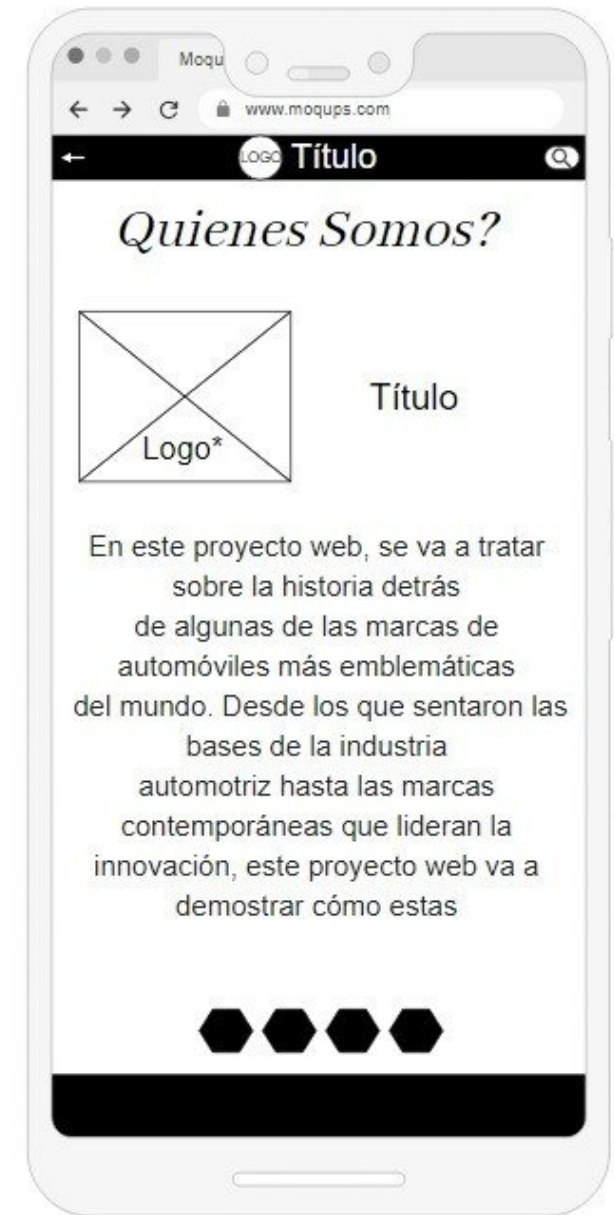 Moqu
www.moqups.com
LOGO Título
Quienes Somos?
Logo*
Título
En este proyecto web, se va a tratar
sobre la historia detrás
de algunas de las marcas de
automóviles más emblemáticas
del mundo. Desde los que sentaron las
bases de la industria
automotriz hasta las marcas
contemporáneas que lideran la
innovación, este proyecto web va a
demostrar cómo estas